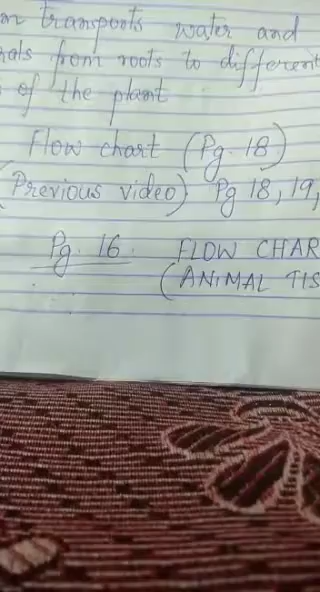 transports water and
from roots to different
of the plant
Flow chart (Pg. 18)
(Previous video) Pg 18, 19,
Pg. 16. FLOW CHAR
(ANIMAL TIS